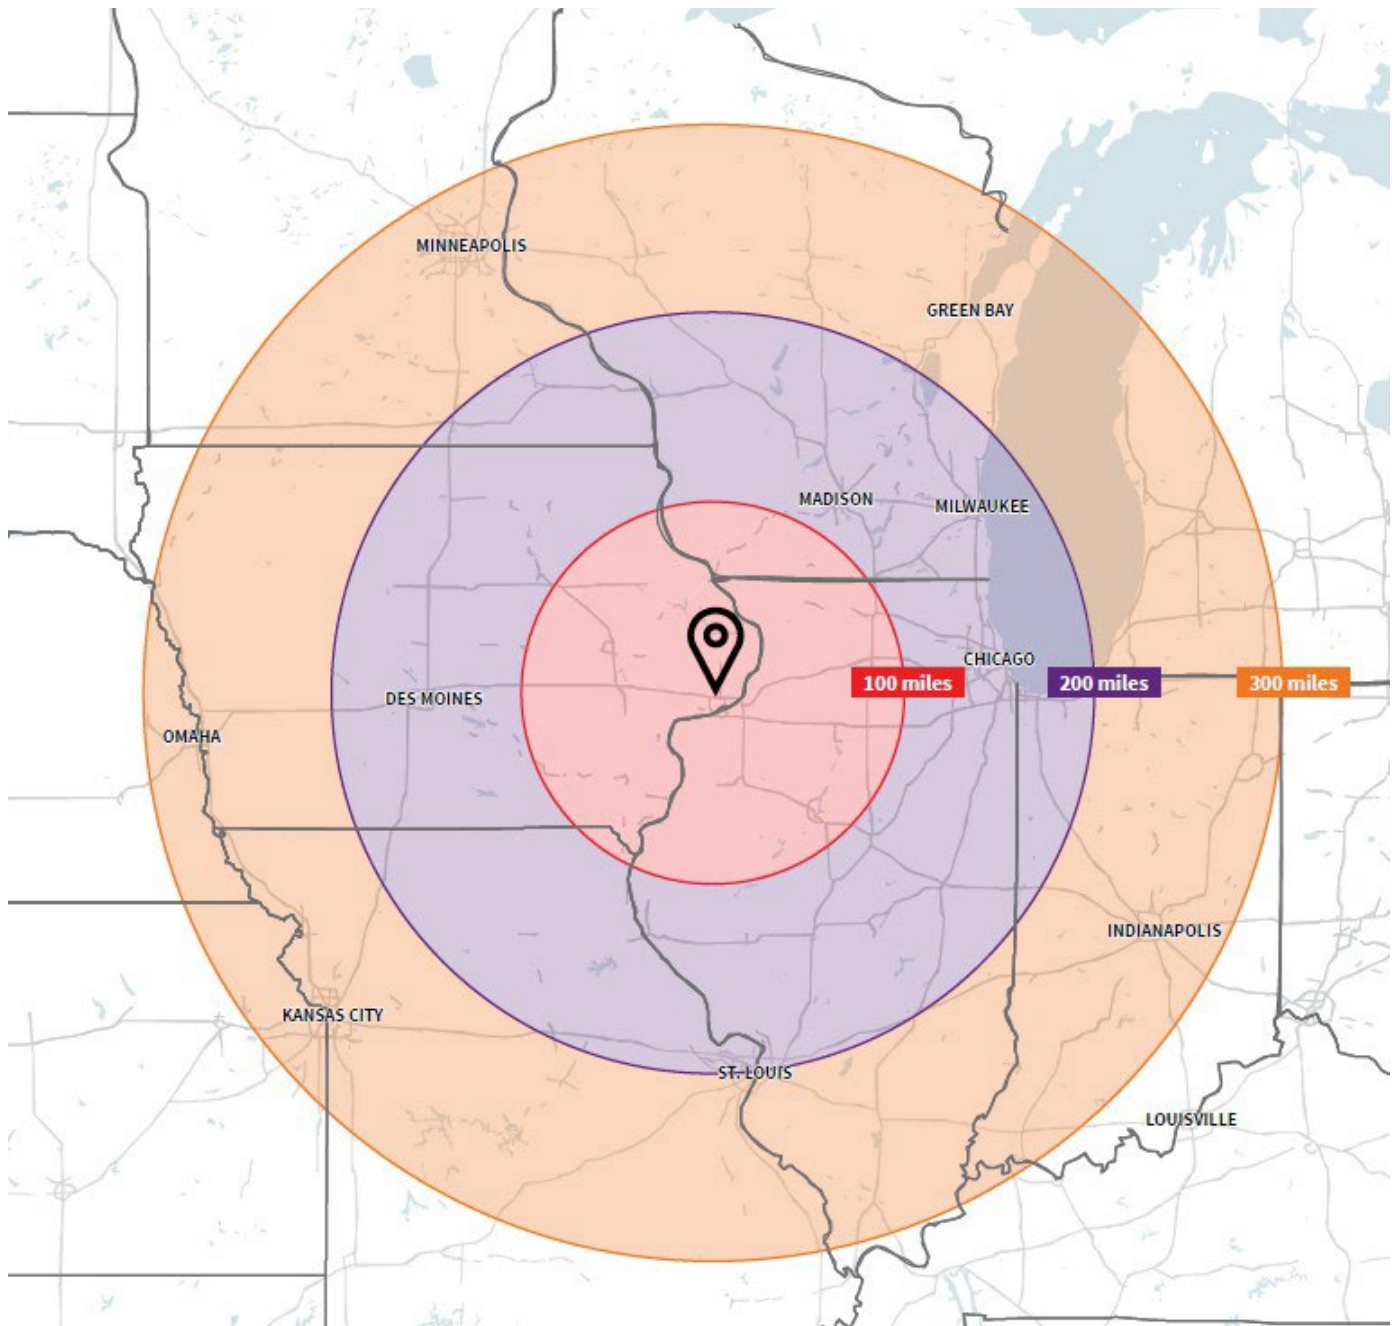 MINNEAPOLIS
GREEN BAY
MADISON
MILWAUKEE
CHICAGO
100 miles
200 miles
300 miles
DES MOINES
OMAHA
INDIANAPOLIS
KANSAS CITY
ST. LOUIS
LOUISVILLE